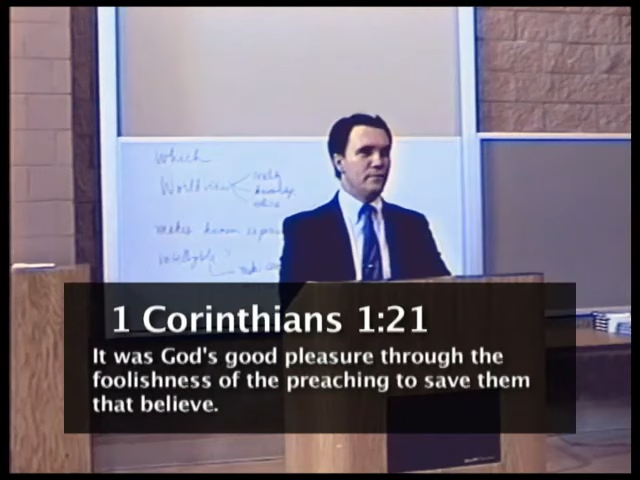 which
Worldview
makes human
intelligible?
1 Corinthians 1:21
It was God's good pleasure through the
foolishness of the preaching to save them
that believe.